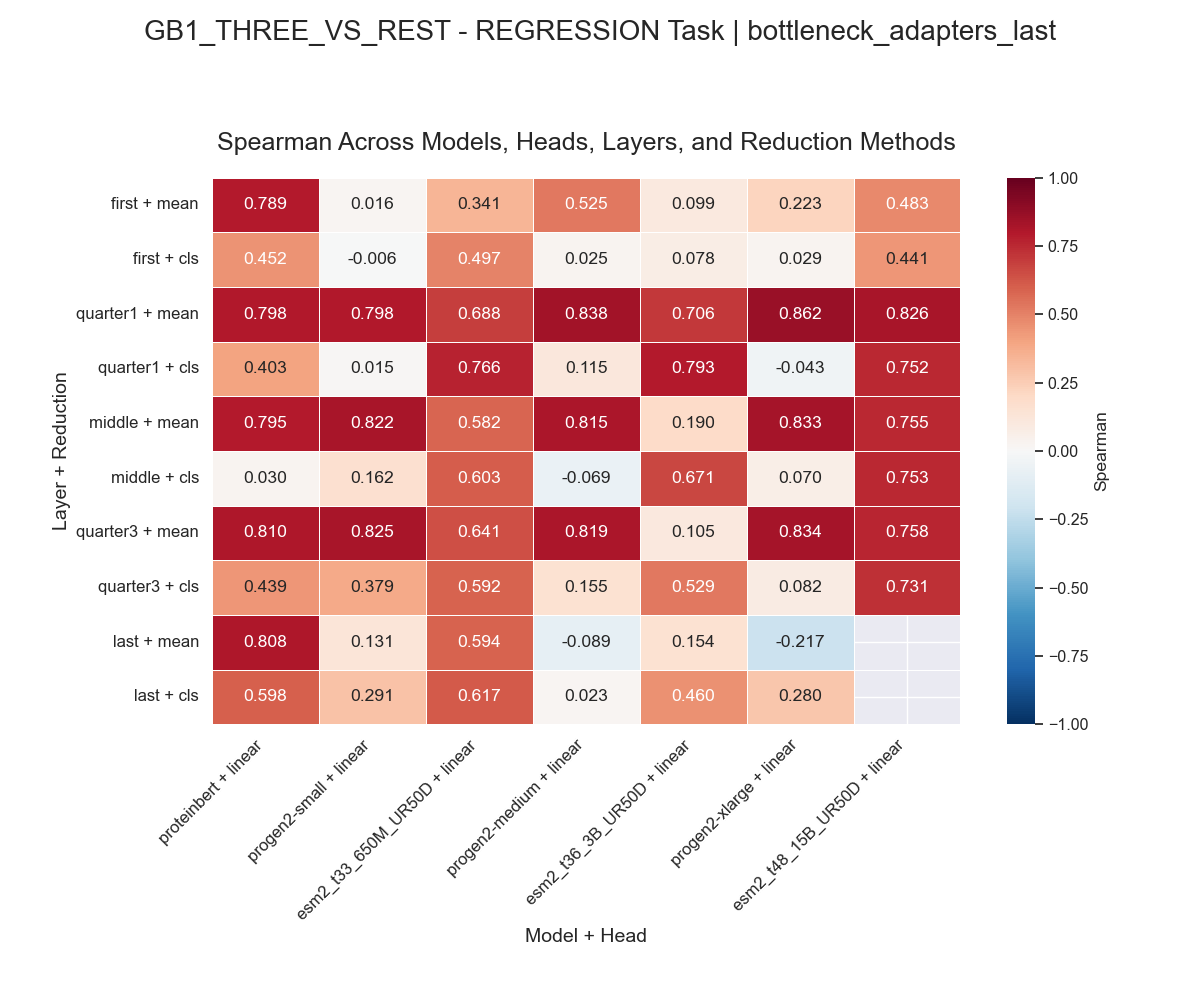 GB1_THREE_VS_REST - REGRESSION Task | bottleneck_adapters_last
Spearman Across Models, Heads, Layers, and Reduction Methods
Layer + Reduction
first + mean 0.789 0.016 0.341 0.525 0.099 0.223 0.483
first + cls 0.452 -0.006 0.497 0.025 0.078 0.029 0.441
quarter1 + mean 0.798 0.798 0.688 0.838 0.706 0.862 0.826
quarter1 + cls 0.403 0.015 0.766 0.115 0.793 -0.043 0.752
middle + mean 0.795 0.822 0.582 0.815 0.190 0.833 0.755
middle + cls 0.030 0.162 0.603 -0.069 0.671 0.070 0.753
quarter3 + mean 0.810 0.825 0.641 0.819 0.105 0.834 0.758
quarter3 + cls 0.439 0.379 0.592 0.155 0.529 0.082 0.731
last + mean 0.808 0.131 0.594 -0.089 0.154 -0.217
last + cls 0.598 0.291 0.617 0.023 0.460 0.280
proteinbert + linear
progen2-small + linear
esm2_t33_650M_UR50D + linear
progen2-medium + linear
esm2_t36_3B_UR50D + linear
progen2-xlarge + linear
esm2_t48_15B_UR50D + linear
Model + Head
1.00
0.75
0.50
0.25
0.00
−0.25
−0.50
−0.75
−1.00
Spearman